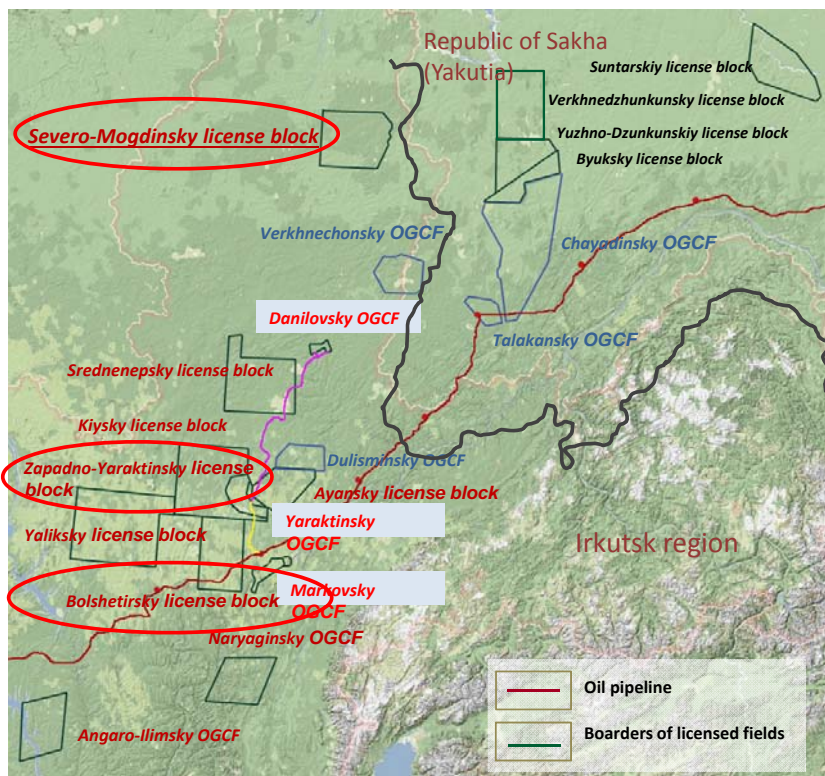 Republic of Sakha
(Yakutia)
Suntarskiy license block
Verkhnedzhunkunsky license block
Severo-Mogdinsky license block
Yuzhno-Dzunkunskiy license block
Byuksky license block
Verkhnechonsky OGCF
Chayadinsky OGCF
Danilovsky OGCF
Talakansky OGCF
Srednenepsky license block
Kiysky license block
Dulisminsky OGCF
Zapadno-Yaraktinsky license
block
Ayansky license block
Yaraktinsky
OGCF
Yaliksky license block
Irkutsk region
Bolshetirsky license block
Markovsky
OGCF
Naryaginsky OGCF
Angaro-Ilimsky OGCF
Oil pipeline
Boarders of licensed fields